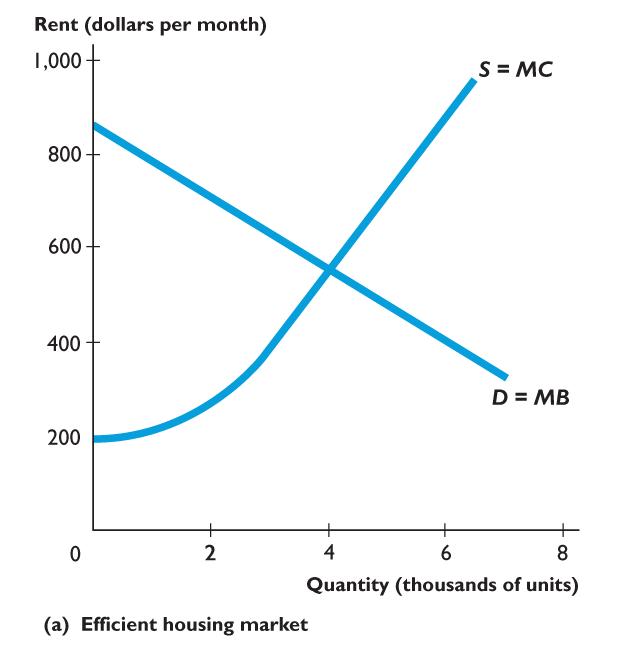 Rent (dollars per month)
1,000
S = MC
800
600
400
D = MB
200
0 2 4 6 8
Quantity (thousands of units)
(a) Efficient housing market